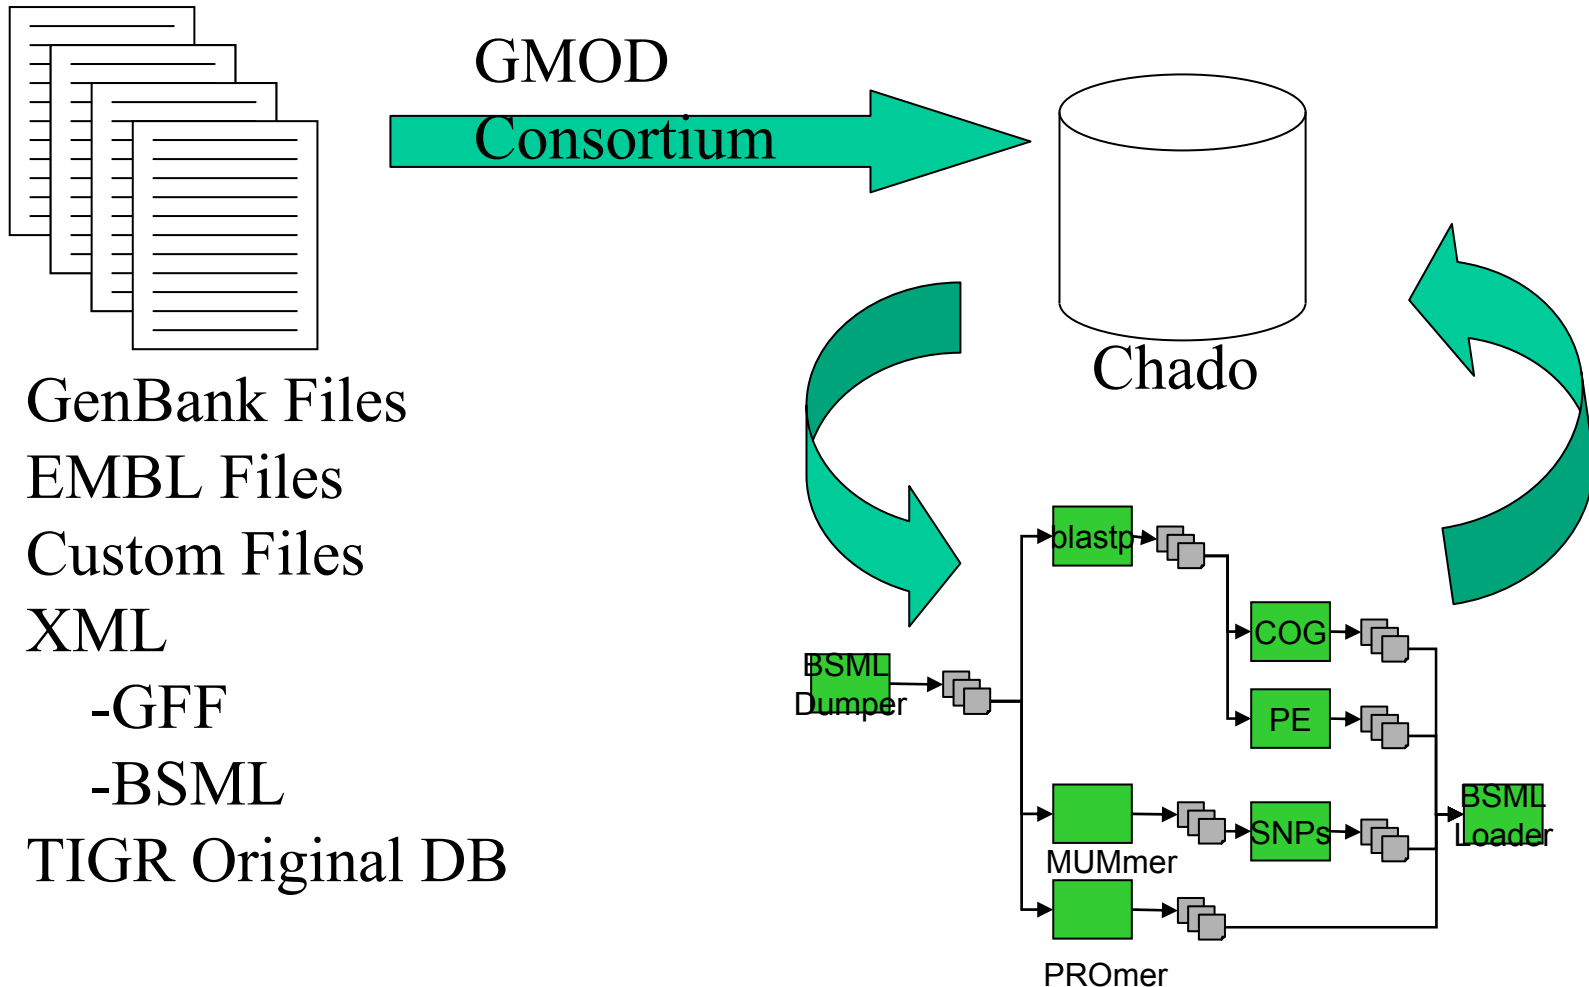 GMOD
Consortium
Chado
GenBank Files
EMBL Files
Custom Files
XML
-GFF
-BSML
TIGR Original DB
BSML
Dumper
blastp
COG
PE
MUMmer
SNPs
PROmer
BSML
Loader